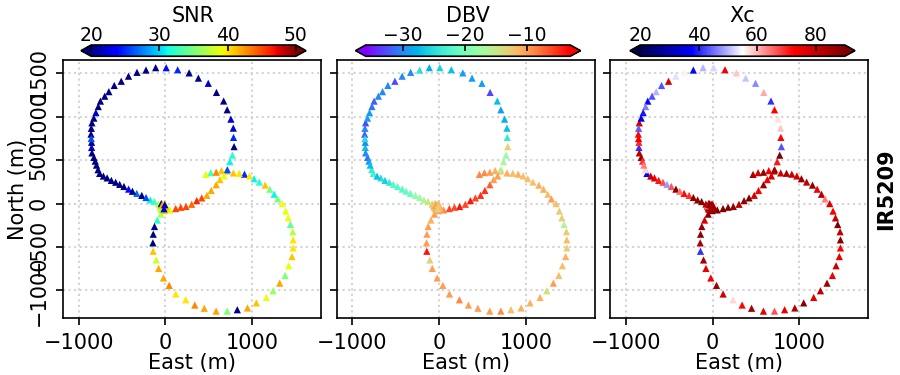 SNR
DBV
Xc
20 30 40 50
−30 −20 −10
20 40 60 80
North (m)
1500
1000
500
0
−500
−1000
−1000 0 1000
−1000 0 1000
−1000 0 1000
East (m)
East (m)
East (m)
IR5209